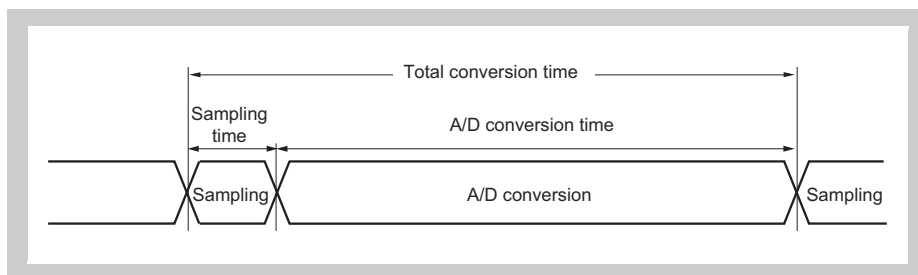 Total conversion time
Sampling
time
A/D conversion time
Sampling
A/D conversion
Sampling